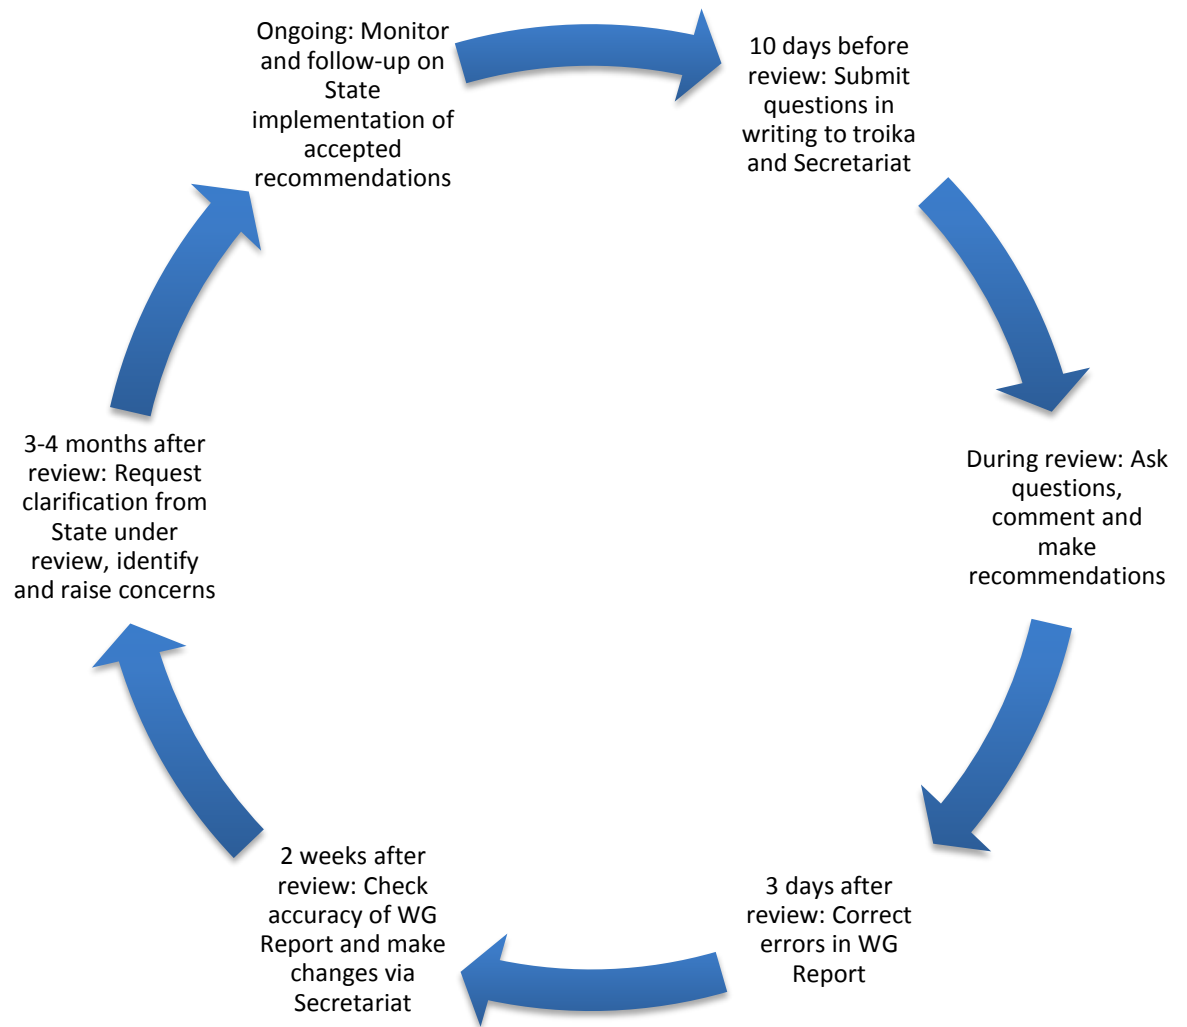 Ongoing: Monitor
and follow-up on
State
implementation of
accepted
recommendations
10 days before
review: Submit
questions in
writing to troika
and Secretariat
During review: Ask
questions,
comment and
make
recommendations
3 days after
review: Correct
errors in WG
Report
2 weeks after
review: Check
accuracy of WG
Report and make
changes via
Secretariat
3-4 months after
review: Request
clarification from
State under
review, identify
and raise concerns